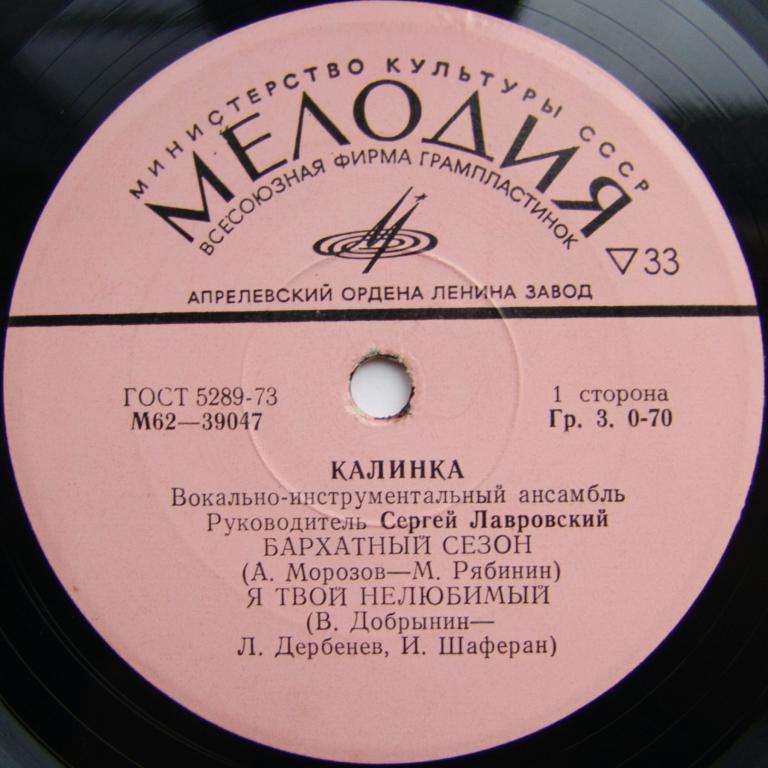 МИНИСТЕРСТВО КУЛЬТУРЫ СССР
МЕЛОДИЯ
ВСЕСОЮЗНАЯ ФИРМА ГРАМПЛАСТИНОК
▽33
АПРЕЛЕВСКИЙ ОРДЕНА ЛЕНИНА ЗАВОД
ГОСТ 5289-73
М62—39047
1 сторона
Гр. 3. 0-70
КАЛИНКА
Вокально-инструментальный ансамбль
Руководитель Сергей Лавровский
БАРХАТНЫЙ СЕЗОН
(А. Морозов—М. Рябинин)
Я ТВОЙ НЕЛЮБИМЫЙ
(В. Добрынин—
Л. Дербенев, И. Шаферан)